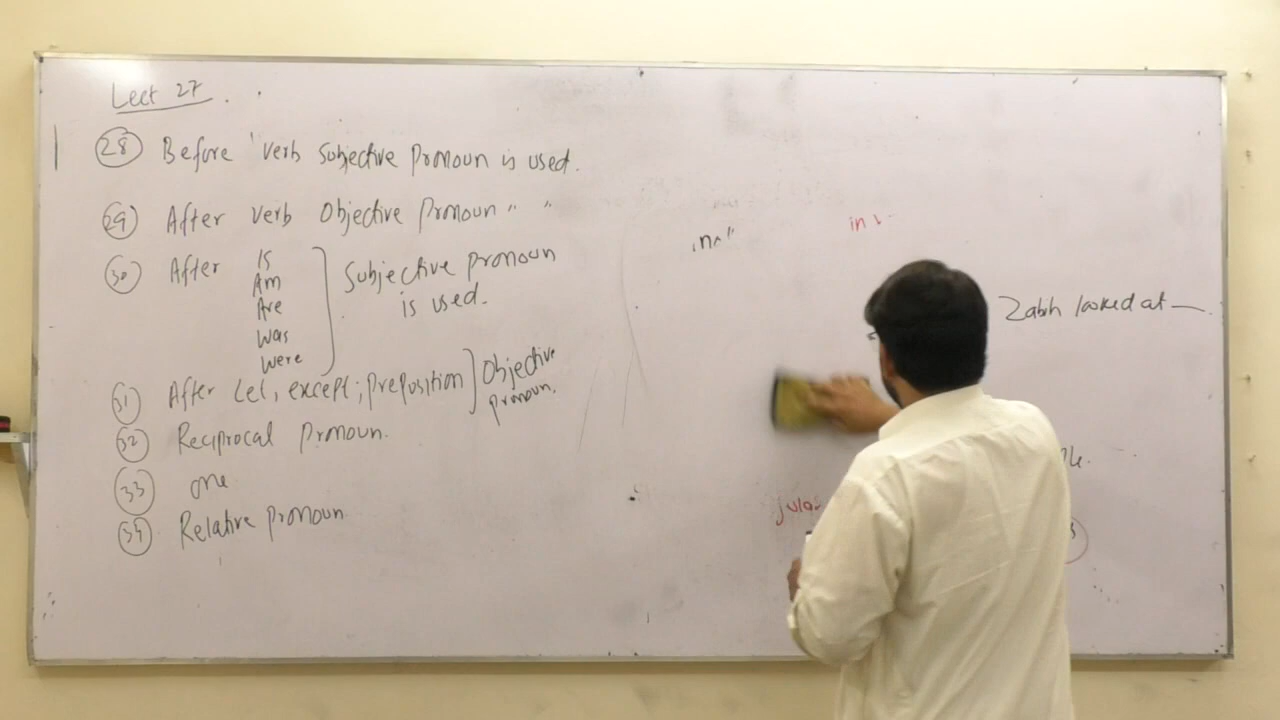 Lect 27
28 Before verb subjective pronoun is used.
29 After verb objective pronoun " "
30 After Is
Am
Are
Was
Were
Subjective pronoun
is used.
31 After Let, except, preposition
Objective
pronoun.
32 Reciprocal pronoun.
33 one
34 Relative pronoun
in
Zabih looked at —